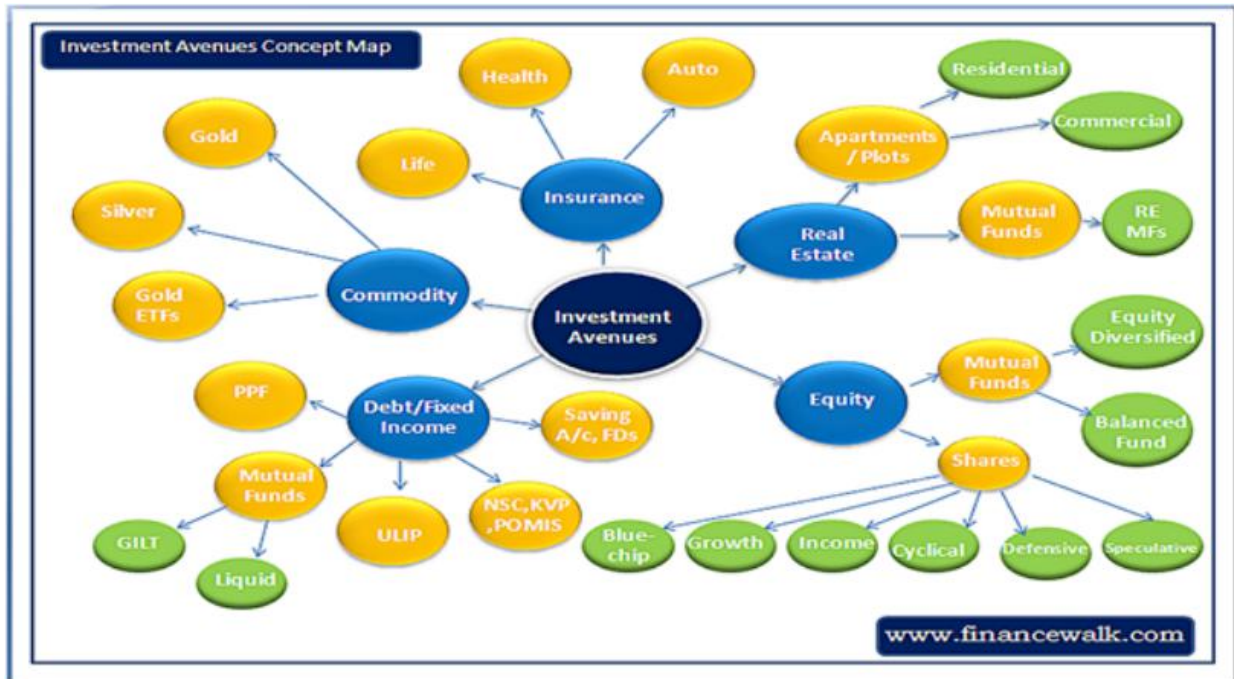 Investment Avenues Concept Map
Health
Auto
Residential
Gold
Apartments
/ Plots
Commercial
Life
Insurance
Silver
Real
Estate
Mutual
Funds
RE
MFs
Gold
ETFs
Commodity
Investment
Avenues
Equity
Diversified
PPF
Debt/Fixed
Income
Saving
A/c, FDs
Equity
Mutual
Funds
Balanced
Fund
Mutual
Funds
ULIP
NSC,KVP
,POMIS
Shares
GILT
Liquid
Blue-
chip
Growth
Income
Cyclical
Defensive
Speculative
www.financewalk.com